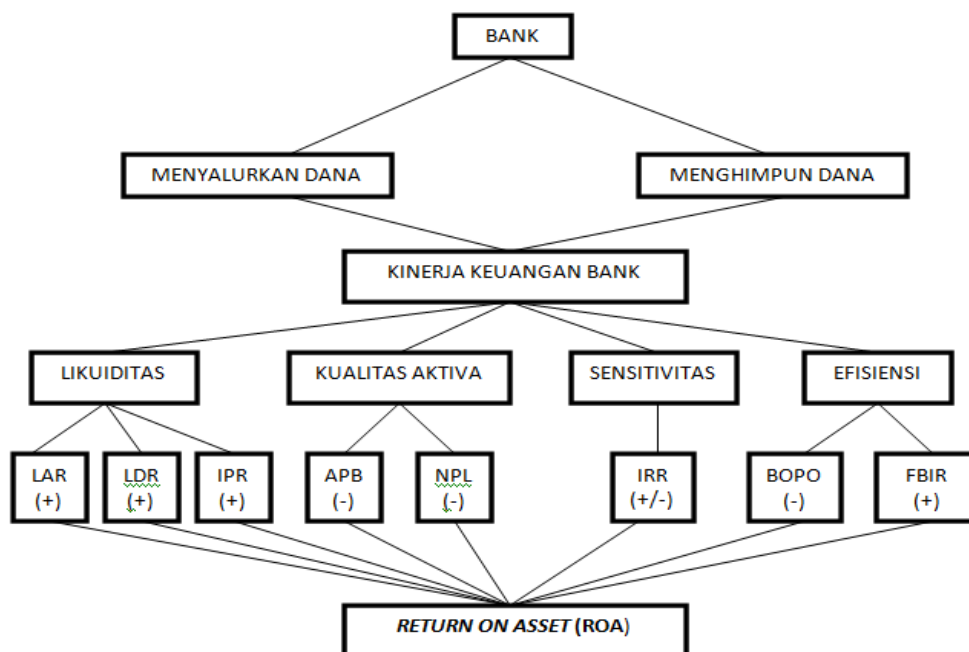 BANK
MENYALURKAN DANA
MENGHIMPUN DANA
KINERJA KEUANGAN BANK
LIKUIDITAS
KUALITAS AKTIVA
SENSITIVITAS
EFISIENSI
LAR
(+)
LDR
(+)
IPR
(+)
APB
(-)
NPL
(-)
IRR
(+/-)
BOPO
(-)
FBIR
(+)
RETURN ON ASSET (ROA)